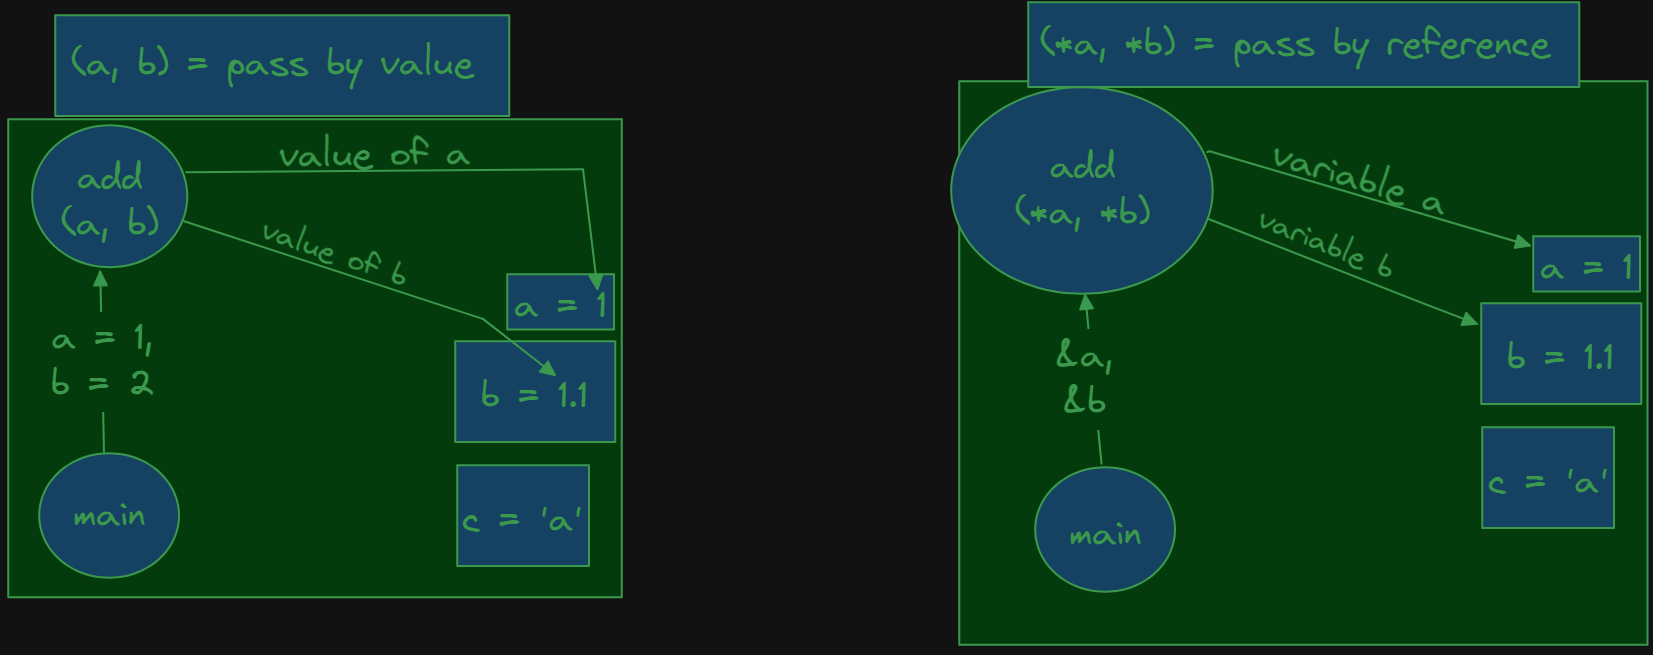 (a, b) = pass by value
add
(a, b)
value of a
value of b
a = 1
a = 1,
b = 2
b = 1.1
main
c = 'a'
(*a, *b) = pass by reference
add
(*a, *b)
variable a
variable b
a = 1
&a,
&b
b = 1.1
c = 'a'
main